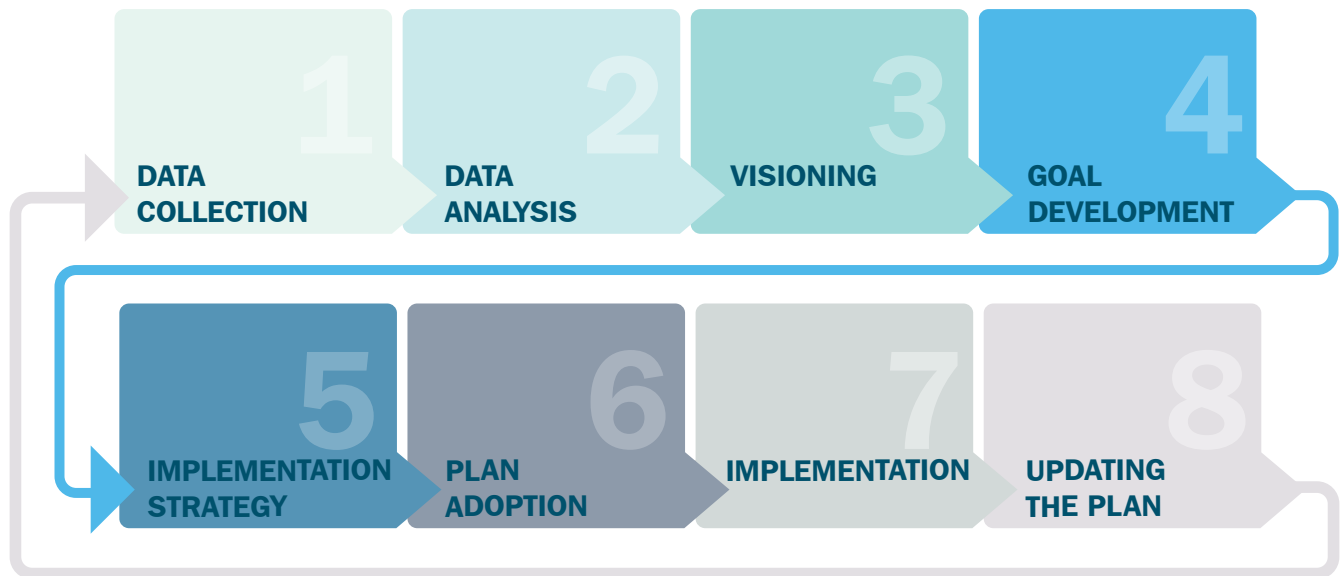 1
DATA
COLLECTION
2
DATA
ANALYSIS
3
VISIONING
4
GOAL
DEVELOPMENT
5
IMPLEMENTATION
STRATEGY
6
PLAN
ADOPTION
7
IMPLEMENTATION
8
UPDATING
THE PLAN